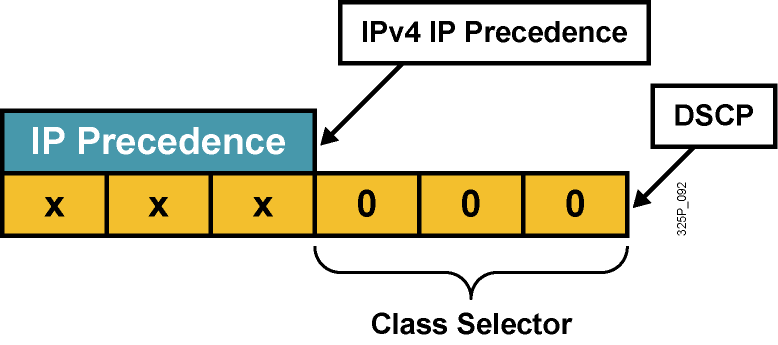 IPv4 IP Precedence
IP Precedence
DSCP
x x x 0 0 0
325P_092
Class Selector